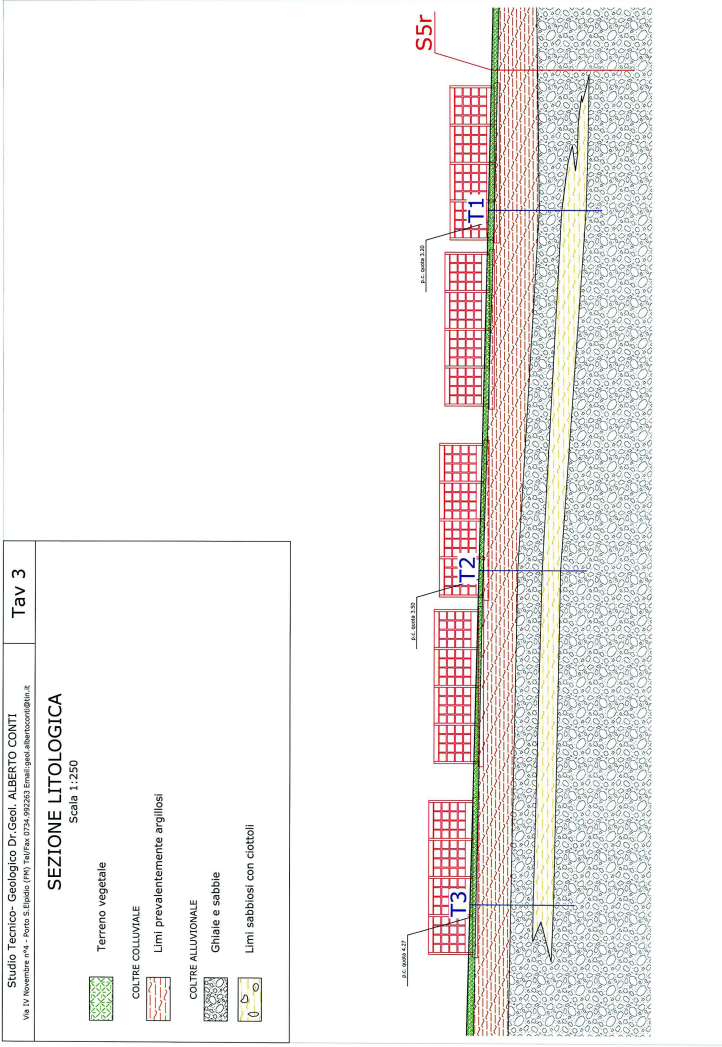 Studio Tecnico- Geologico Dr.Geol. ALBERTO CONTI
Via IV Novembre n°4 - Porto S.Elpidio (FM) Tel/Fax 0734.992263 Email:geol.albertoconti@tin.it
Tav 3
SEZIONE LITOLOGICA
Scala 1:250
Terreno vegetale
COLTRE COLLUVIALE
Limi prevalentemente argillosi
COLTRE ALLUVIONALE
Ghiaie e sabbie
Limi sabbiosi con ciottoli
p.c. quota 4.27
T3
p.c. quota 3.50
T2
p.c. quota 3.20
T1
S5r